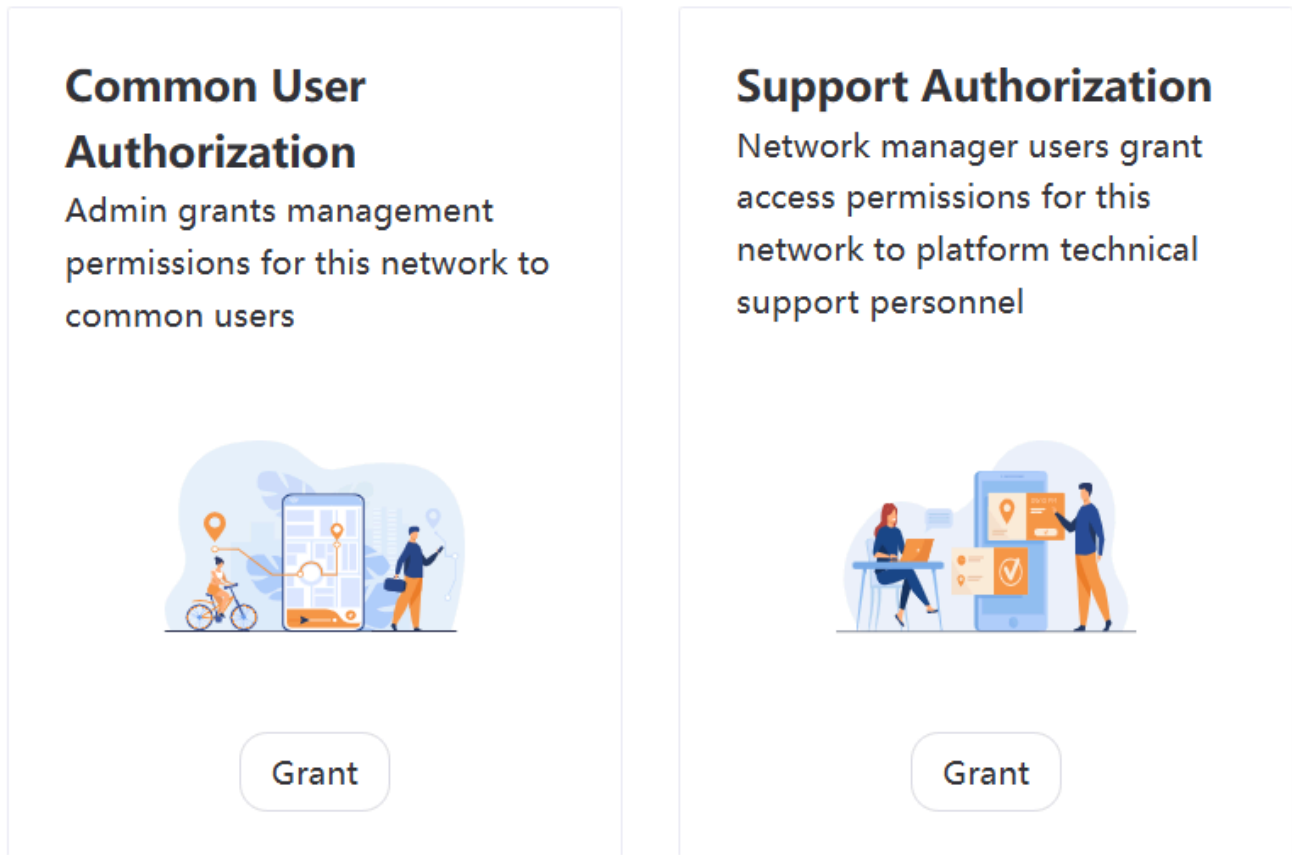 Common User
Authorization
Admin grants management
permissions for this network to
common users
Grant
Support Authorization
Network manager users grant
access permissions for this
network to platform technical
support personnel
Grant